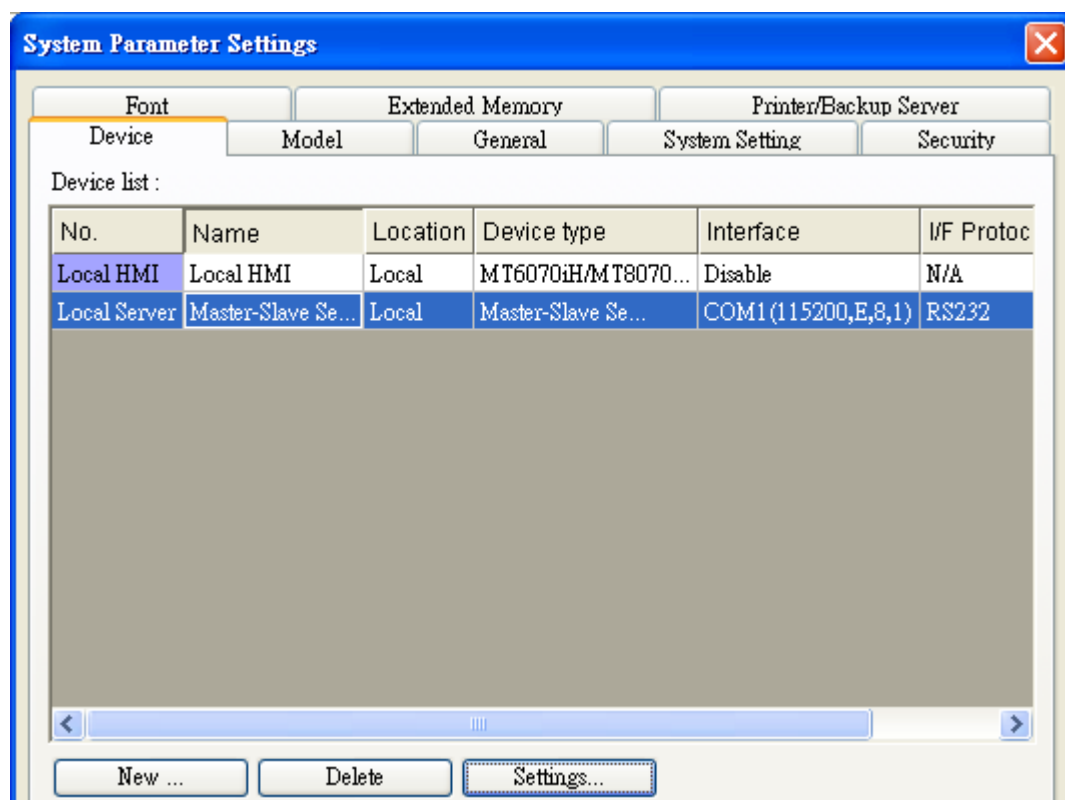 System Parameter Settings
Font Extended Memory Printer/Backup Server
Device Model General System Setting Security
Device list :
No. Name Location Device type Interface I/F Protoc
Local HMI Local HMI Local MT6070iH/MT8070... Disable N/A
Local Server Master-Slave Se... Local Master-Slave Se... COM1(115200,E,8,1) RS232
New ... Delete Settings...